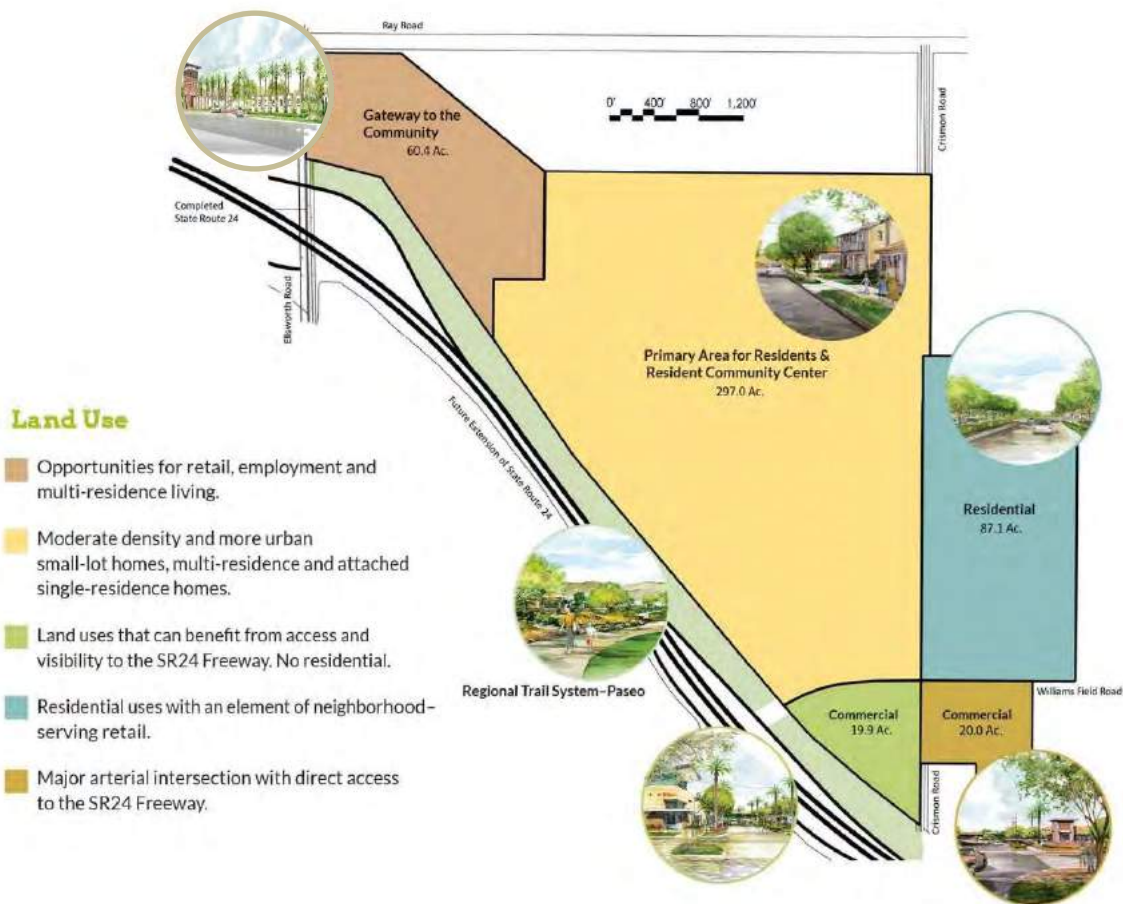 Ray Road
Crismon Road
0' 400' 800' 1,200'
Gateway to the
Community
60.4 Ac.
Completed
State Route 24
Ellsworth Road
Primary Area for Residents &
Resident Community Center
297.0 Ac.
Future Extension of State Route 24
Residential
87.1 Ac.
Regional Trail System–Paseo
Williams Field Road
Commercial
19.9 Ac.
Commercial
20.0 Ac.
Crismon Road
Land Use
Opportunities for retail, employment and
multi-residence living.
Moderate density and more urban
small-lot homes, multi-residence and attached
single-residence homes.
Land uses that can benefit from access and
visibility to the SR24 Freeway. No residential.
Residential uses with an element of neighborhood–
serving retail.
Major arterial intersection with direct access
to the SR24 Freeway.